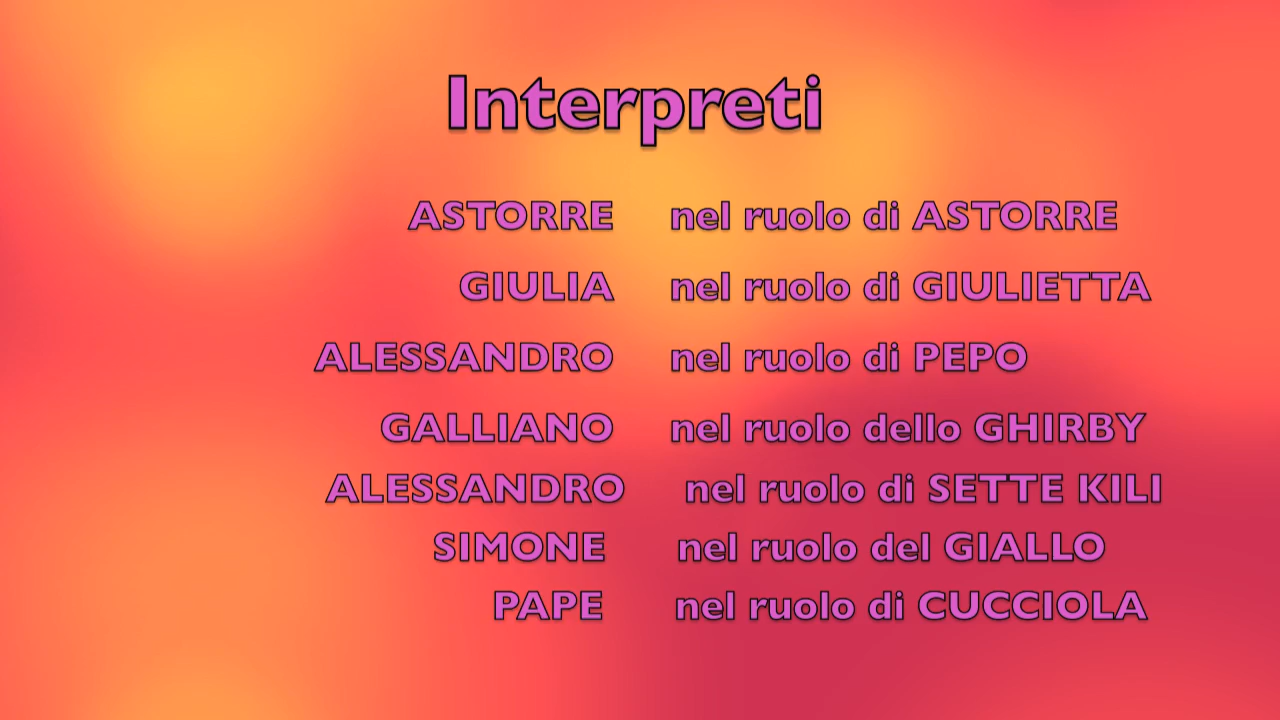 Interpreti
ASTORRE nel ruolo di ASTORRE
GIULIA nel ruolo di GIULIETTA
ALESSANDRO nel ruolo di PEPO
GALLIANO nel ruolo dello GHIRBY
ALESSANDRO nel ruolo di SETTE KILI
SIMONE nel ruolo del GIALLO
PAPE nel ruolo di CUCCIOLA